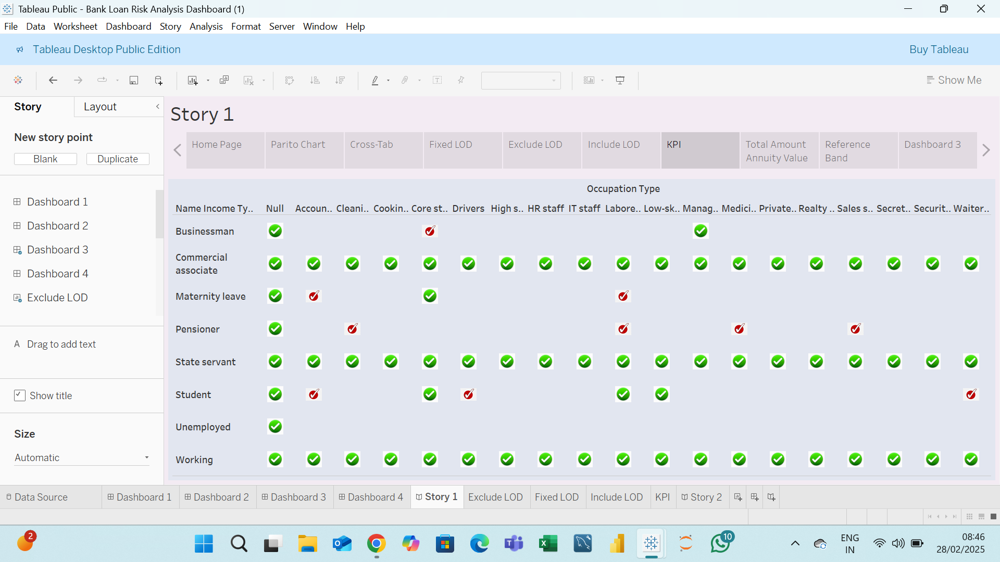 Tableau Public - Bank Loan Risk Analysis Dashboard (1)
File Data Worksheet Dashboard Story Analysis Format Server Window Help
Tableau Desktop Public Edition Buy Tableau
Show Me
Story Layout
Story 1
New story point
Blank Duplicate
Home Page Parito Chart Cross-Tab Fixed LOD Exclude LOD Include LOD KPI Total Amount Annuity Value Reference Band Dashboard 3
Dashboard 1
Dashboard 2
Dashboard 3
Dashboard 4
Exclude LOD
A Drag to add text
Show title
Size
Automatic
Occupation Type
Name Income Ty.. Null Accoun.. Cleani.. Cookin.. Core st.. Drivers High s.. HR staff IT staff Labore.. Low-sk.. Manag.. Medici.. Private.. Realty .. Sales s.. Secret.. Securit.. Waiter..
Businessman
Commercial
associate
Maternity leave
Pensioner
State servant
Student
Unemployed
Working
Data Source Dashboard 1 Dashboard 2 Dashboard 3 Dashboard 4 Story 1 Exclude LOD Fixed LOD Include LOD KPI Story 2
2
10
ENG
IN
08:46
28/02/2025